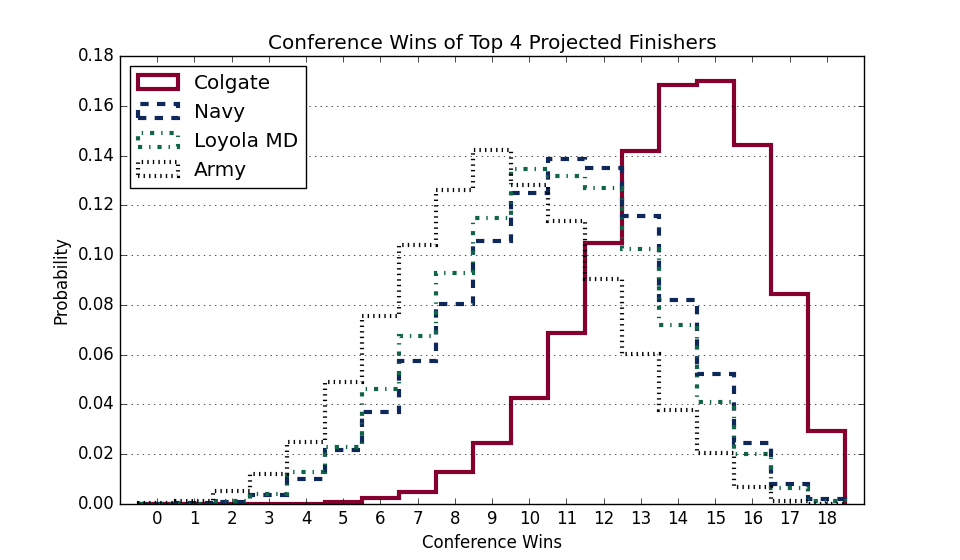 Conference Wins of Top 4 Projected Finishers
0.18
0.16
0.14
0.12
0.10
0.08
0.06
0.04
0.02
0.00
Probability
Colgate
Navy
Loyola MD
Army
0 1 2 3 4 5 6 7 8 9 10 11 12 13 14 15 16 17 18
Conference Wins